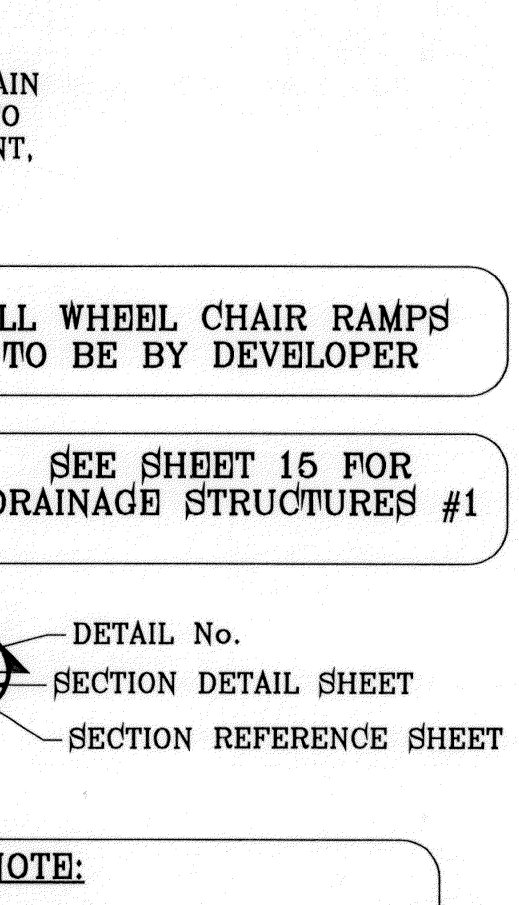 AIN
O
NT,
LL WHEEL CHAIR RAMPS
TO BE BY DEVELOPER
SEE SHEET 15 FOR
DRAINAGE STRUCTURES #1
DETAIL No.
SECTION DETAIL SHEET
SECTION REFERENCE SHEET
NOTE: